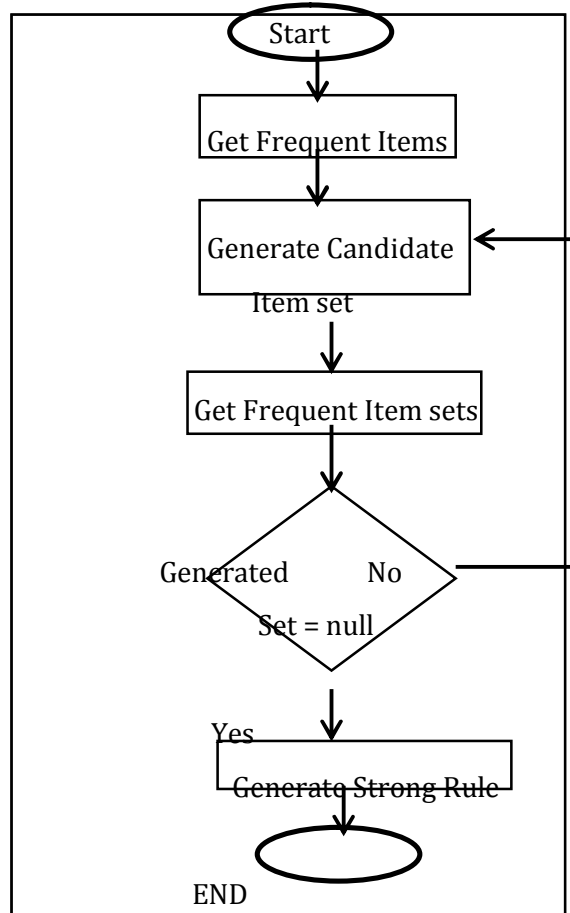 Start
Get Frequent Items
Generate Candidate
Item set
Get Frequent Item sets
Generated No
Set = null
Yes
Generate Strong Rule
END